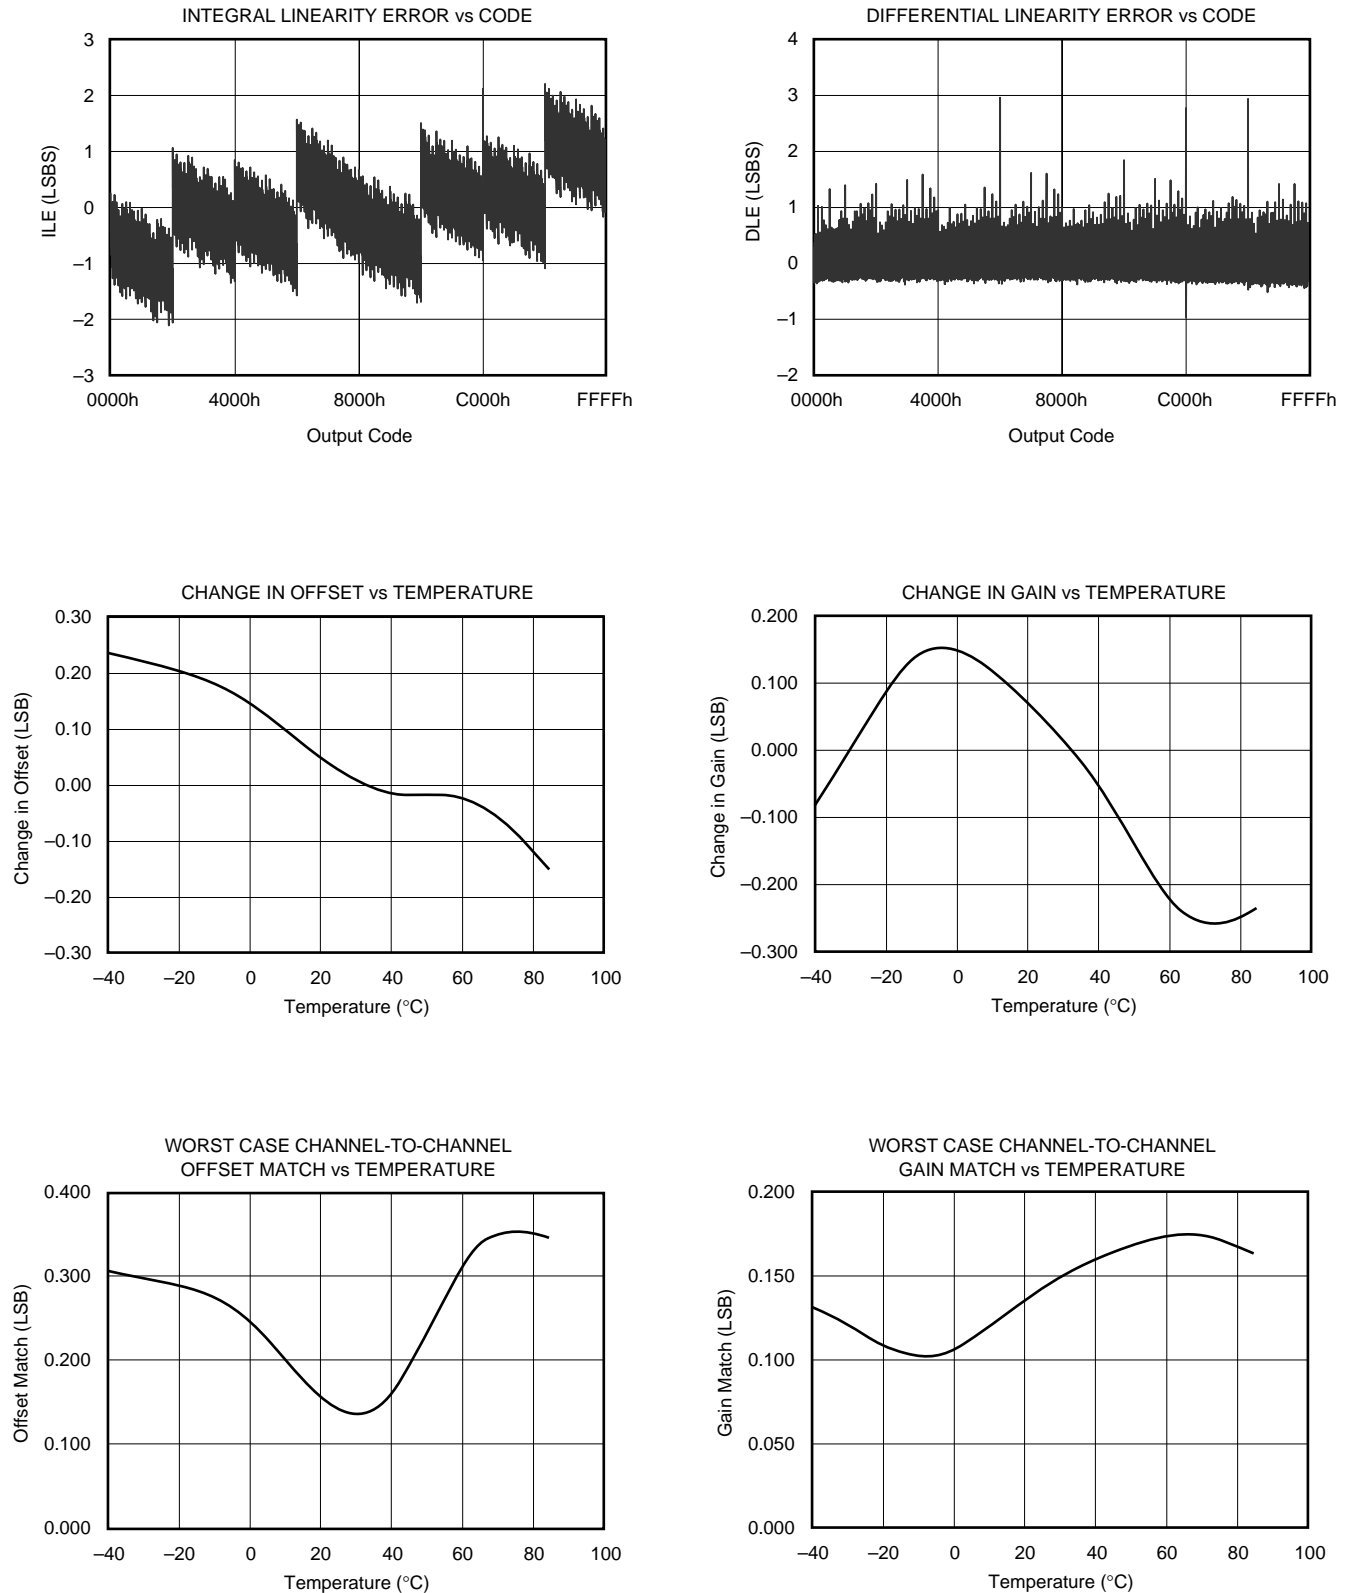 INTEGRAL LINEARITY ERROR vs CODE
3
2
1
0
–1
–2
–3
ILE (LSBS)
0000h 4000h 8000h C000h FFFFh
Output Code
DIFFERENTIAL LINEARITY ERROR vs CODE
4
3
2
1
0
–1
–2
DLE (LSBS)
0000h 4000h 8000h C000h FFFFh
Output Code
CHANGE IN OFFSET vs TEMPERATURE
0.30
0.20
0.10
0.00
–0.10
–0.20
–0.30
Change in Offset (LSB)
–40 –20 0 20 40 60 80 100
Temperature (°C)
CHANGE IN GAIN vs TEMPERATURE
0.200
0.100
0.000
–0.100
–0.200
–0.300
Change in Gain (LSB)
–40 –20 0 20 40 60 80 100
Temperature (°C)
WORST CASE CHANNEL-TO-CHANNEL
OFFSET MATCH vs TEMPERATURE
0.400
0.300
0.200
0.100
0.000
Offset Match (LSB)
–40 –20 0 20 40 60 80 100
Temperature (°C)
WORST CASE CHANNEL-TO-CHANNEL
GAIN MATCH vs TEMPERATURE
0.200
0.150
0.100
0.050
0.000
Gain Match (LSB)
–40 –20 0 20 40 60 80 100
Temperature (°C)